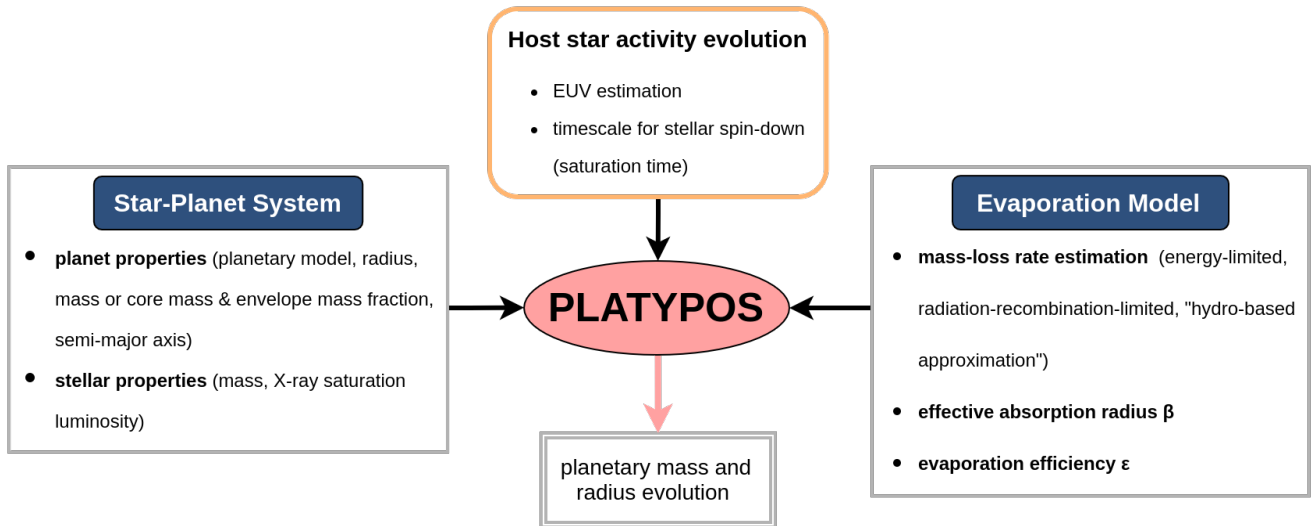 Host star activity evolution
• EUV estimation
• timescale for stellar spin-down
(saturation time)
Star-Planet System
• planet properties (planetary model, radius,
mass or core mass & envelope mass fraction,
semi-major axis)
• stellar properties (mass, X-ray saturation
luminosity)
PLATYPOS
Evaporation Model
• mass-loss rate estimation (energy-limited,
radiation-recombination-limited, "hydro-based
approximation")
• effective absorption radius β
• evaporation efficiency ε
planetary mass and
radius evolution